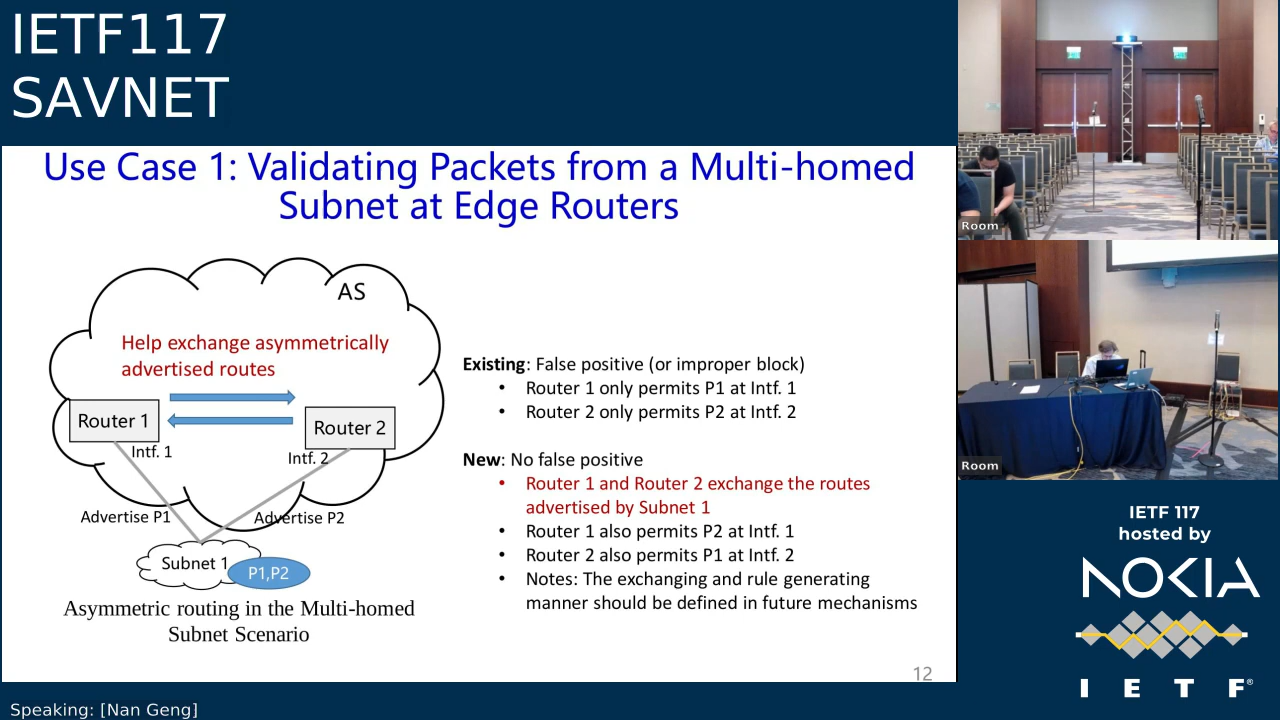 IETF117
SAVNET
Use Case 1: Validating Packets from a Multi-homed
Subnet at Edge Routers
AS
Help exchange asymmetrically
advertised routes
Router 1
Router 2
Intf. 1
Intf. 2
Advertise P1
Advertise P2
Subnet 1
P1,P2
Asymmetric routing in the Multi-homed
Subnet Scenario
Existing: False positive (or improper block)
• Router 1 only permits P1 at Intf. 1
• Router 2 only permits P2 at Intf. 2
New: No false positive
• Router 1 and Router 2 exchange the routes
advertised by Subnet 1
• Router 1 also permits P2 at Intf. 1
• Router 2 also permits P1 at Intf. 2
• Notes: The exchanging and rule generating
manner should be defined in future mechanisms
12
Speaking: [Nan Geng]
Room
Room
IETF 117
hosted by
NOKIA
I E T F®